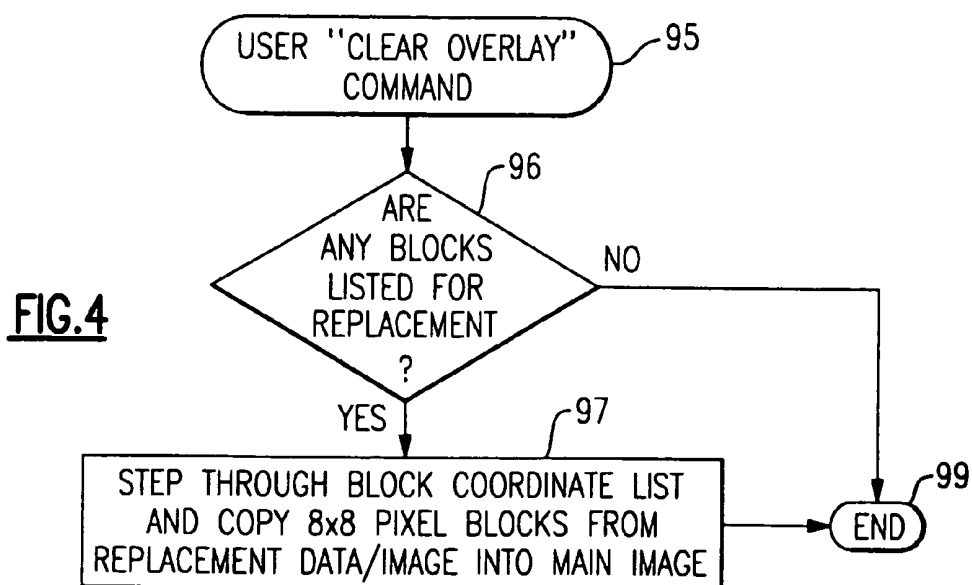 USER "CLEAR OVERLAY"
COMMAND
95
96
ARE
ANY BLOCKS
LISTED FOR
REPLACEMENT
?
NO
FIG.4
YES
97
STEP THROUGH BLOCK COORDINATE LIST
AND COPY 8x8 PIXEL BLOCKS FROM
REPLACEMENT DATA/IMAGE INTO MAIN IMAGE
99
END